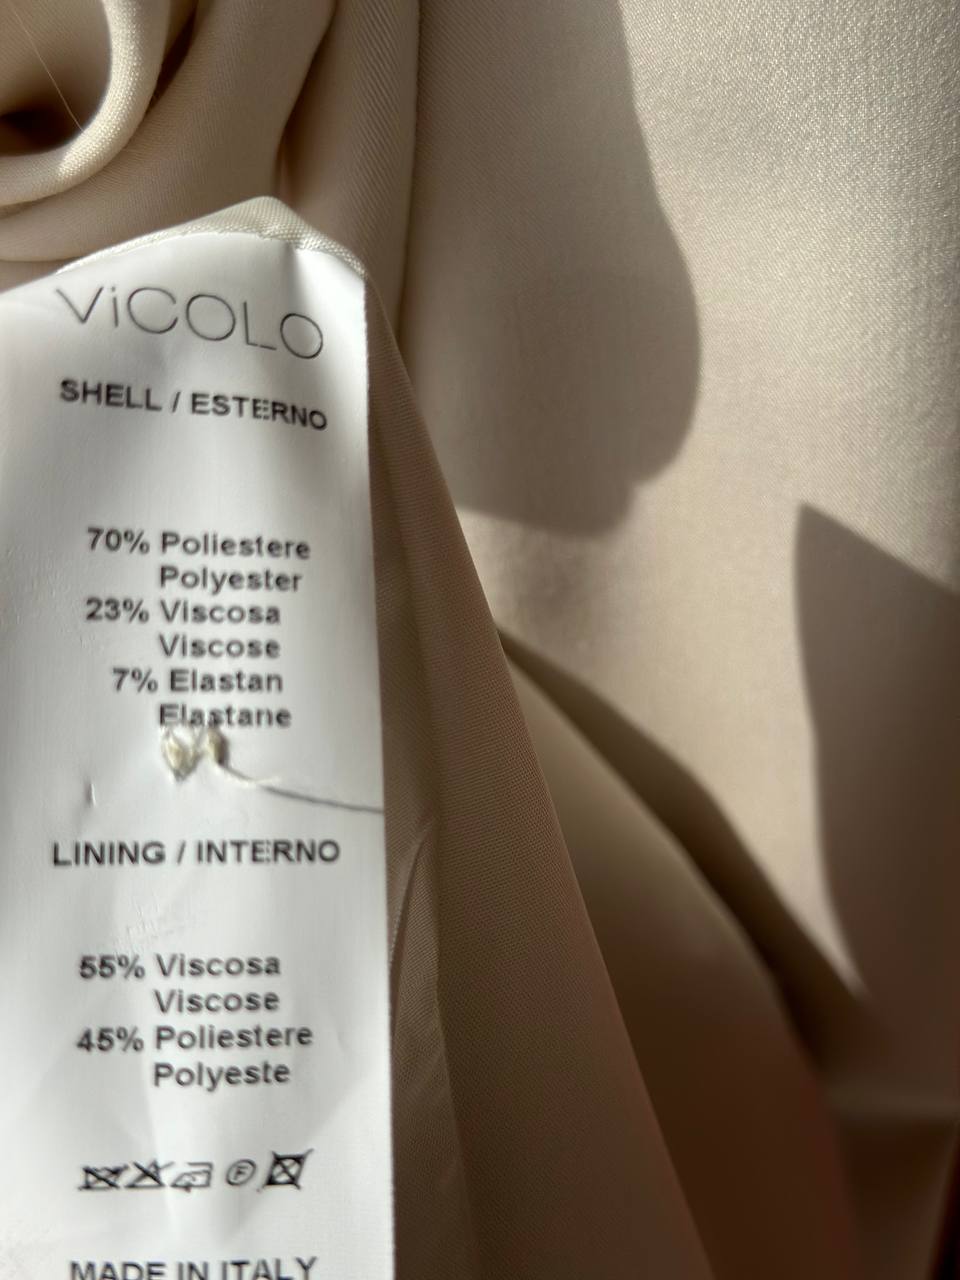 ViCOLO
SHELL / ESTERNO
70% Poliestere
Polyester
23% Viscosa
Viscose
7% Elastan
Elastane
LINING / INTERNO
55% Viscosa
Viscose
45% Poliestere
Polyeste
MADE IN ITALY